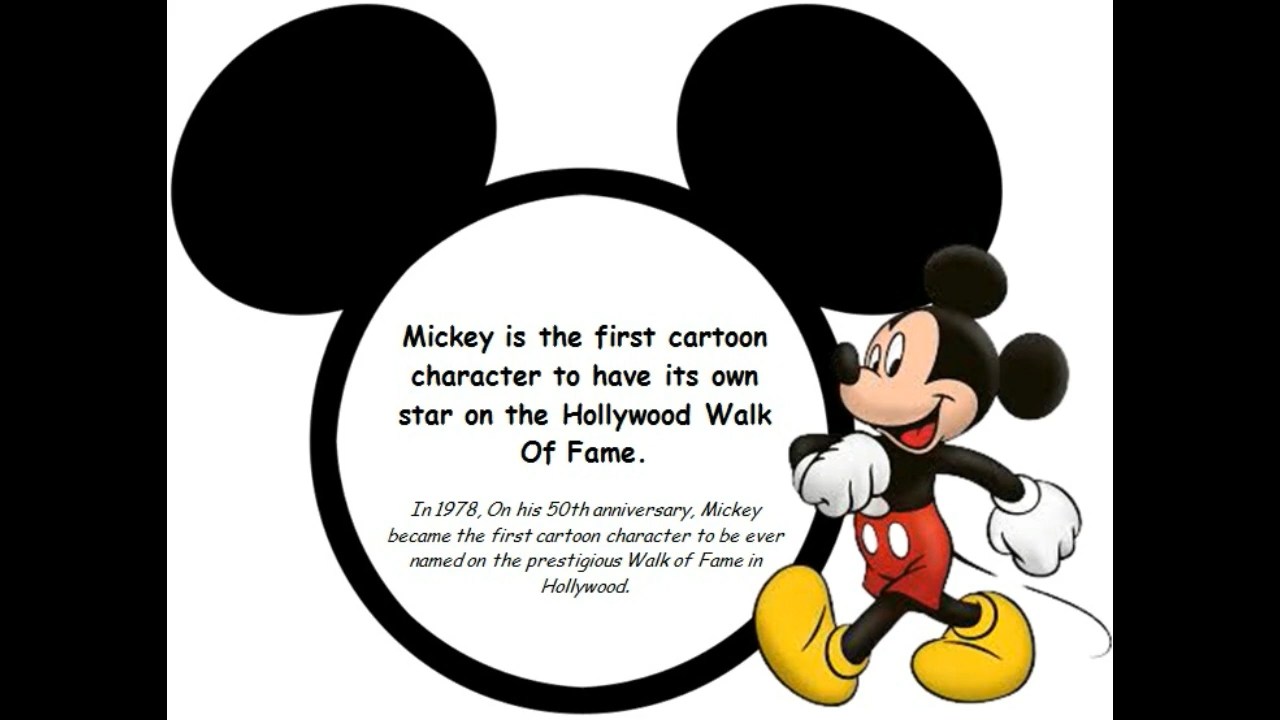 Mickey is the first cartoon
character to have its own
star on the Hollywood Walk
Of Fame.
In 1978, On his 50th anniversary, Mickey
became the first cartoon character to be ever
named on the prestigious Walk of Fame in
Hollywood.